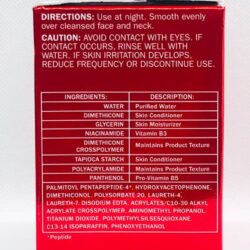 DIRECTIONS: Use at night. Smooth evenly
over cleansed face and neck.
CAUTION: AVOID CONTACT WITH EYES. IF
CONTACT OCCURS, RINSE WELL WITH
WATER. IF SKIN IRRITATION DEVELOPS,
REDUCE FREQUENCY OR DISCONTINUE USE.
INGREDIENTS: DESCRIPTION:
WATER Purified Water
DIMETHICONE Skin Conditioner
GLYCERIN Skin Moisturizer
NIACINAMIDE Vitamin B3
DIMETHICONE
CROSSPOLYMER Maintains Product Texture
TAPIOCA STARCH Skin Conditioner
POLYACRYLAMIDE Maintains Product Texture
PANTHENOL Pro-Vitamin B5
PALMITOYL PENTAPEPTIDE-4*, HYDROXYACETOPHENONE,
DIMETHICONOL, POLYSORBATE 20, LAURETH-4,
LAURETH-7, DISODIUM EDTA, ACRYLATES/C10-30 ALKYL
ACRYLATE CROSSPOLYMER, AMINOMETHYL PROPANOL,
TITANIUM DIOXIDE, POLYMETHYLSILSESQUIOXANE,
C13-14 ISOPARAFFIN, PHENOXYETHANOL
*Peptide